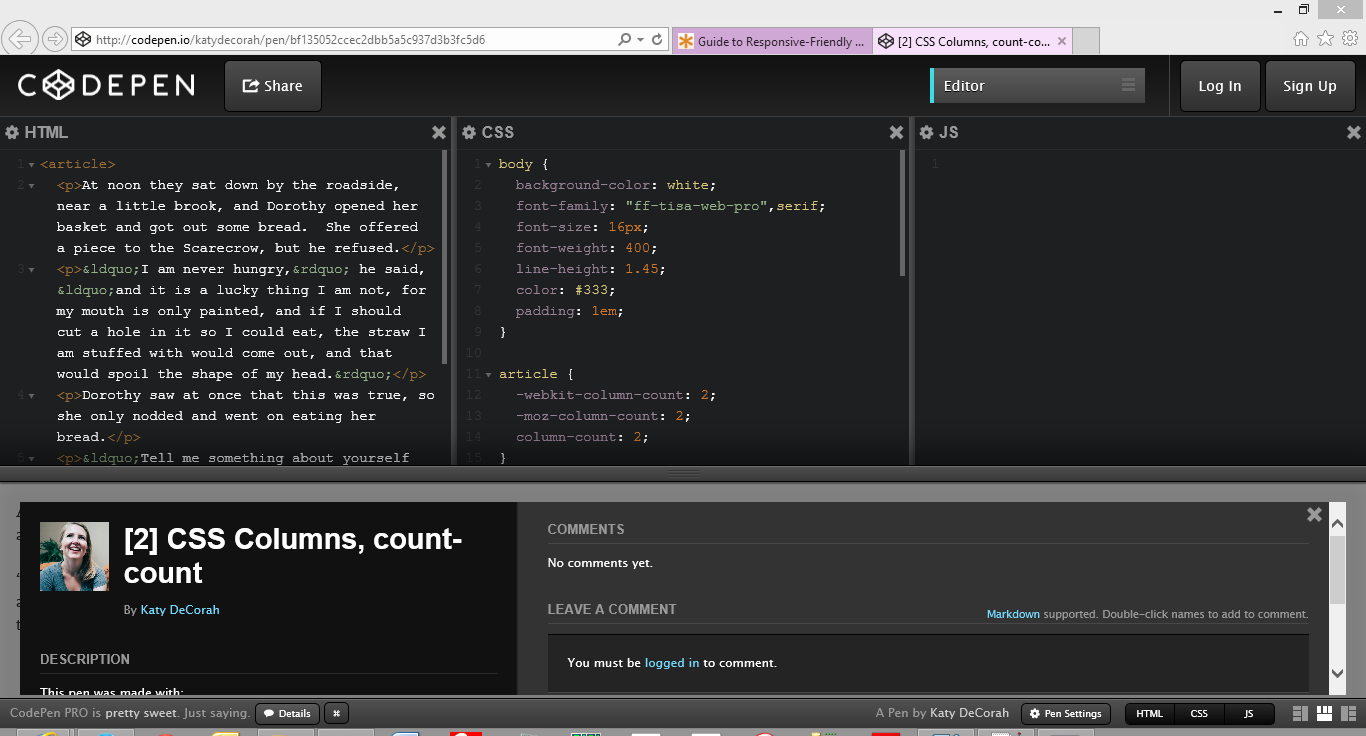 http://codepen.io/katydecorah/pen/bf135052ccec2dbb5a5c937d3b3fc5d6
Guide to Responsive-Friendly ...
[2] CSS Columns, count-co...
CODEPEN
Share
Editor
Log In
Sign Up
HTML
1 <article>
2 <p>At noon they sat down by the roadside,
near a little brook, and Dorothy opened her
basket and got out some bread.  She offered
a piece to the Scarecrow, but he refused.</p>
3 <p>&ldquo;I am never hungry,&rdquo; he said,
&ldquo;and it is a lucky thing I am not, for
my mouth is only painted, and if I should
cut a hole in it so I could eat, the straw I
am stuffed with would come out, and that
would spoil the shape of my head.&rdquo;</p>
4 <p>Dorothy saw at once that this was true, so
she only nodded and went on eating her
bread.</p>
5 <p>&ldquo;Tell me something about yourself
CSS
1 body {
2 background-color: white;
3 font-family: "ff-tisa-web-pro",serif;
4 font-size: 16px;
5 font-weight: 400;
6 line-height: 1.45;
7 color: #333;
8 padding: 1em;
9 }
10
11 article {
12 -webkit-column-count: 2;
13 -moz-column-count: 2;
14 column-count: 2;
15 }
JS
1
[2] CSS Columns, count-
count
By Katy DeCorah
DESCRIPTION
This pen was made with:
COMMENTS
No comments yet.
LEAVE A COMMENT
Markdown supported. Double-click names to add to comment.
You must be logged in to comment.
CodePen PRO is pretty sweet. Just saying.
Details
⌘
A Pen by Katy DeCorah
Pen Settings
HTML
CSS
JS